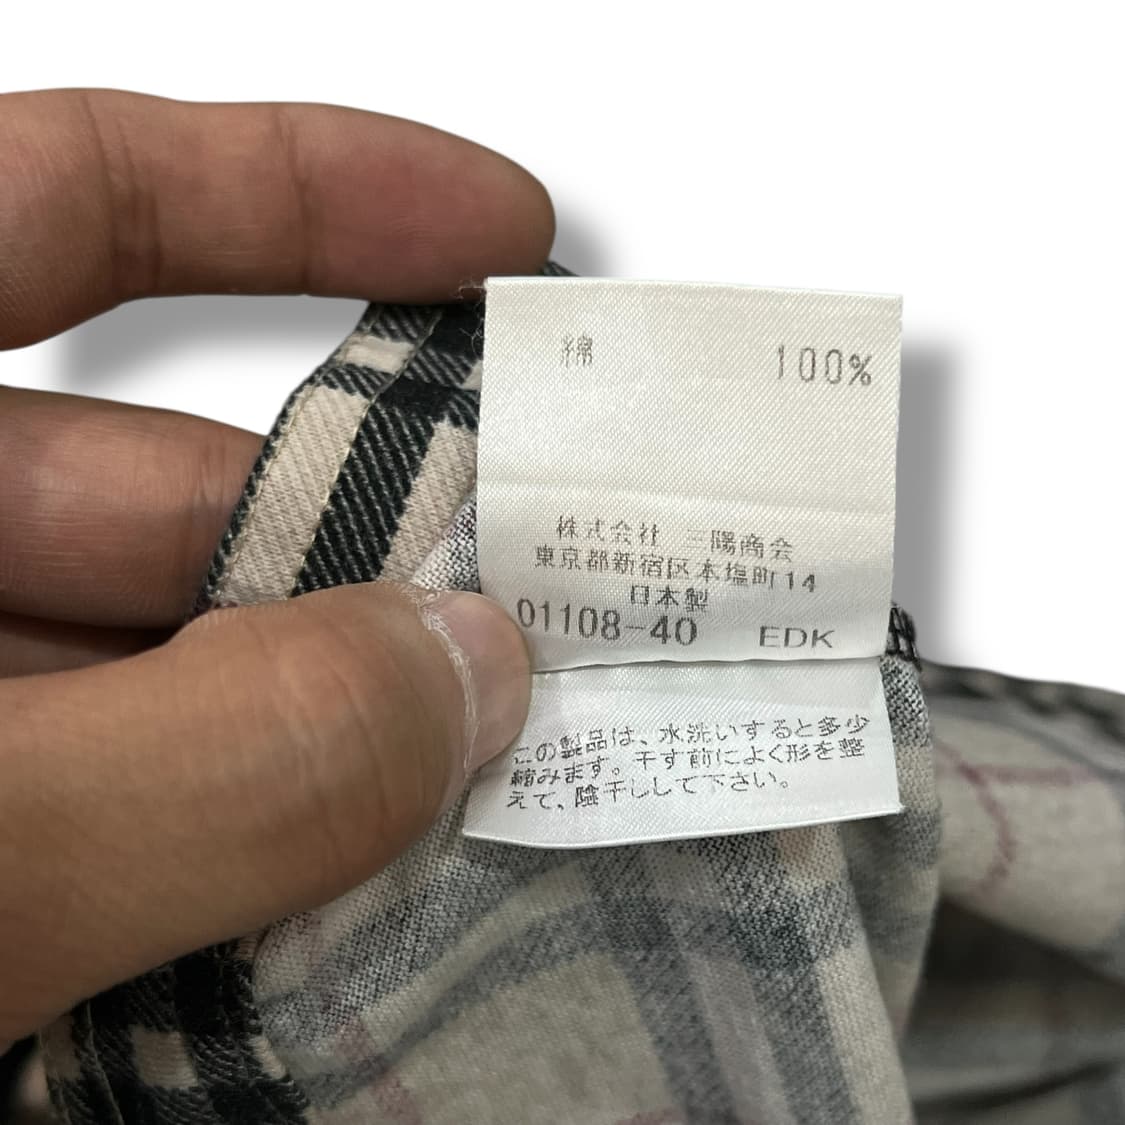 綿 100%
株式会社 三陽商会
東京都新宿区本塩町14
日本製
01108-40 EDK
この製品は、水洗いすると多少
縮みます。干す前によく形を整
えて、陰干しして下さい。